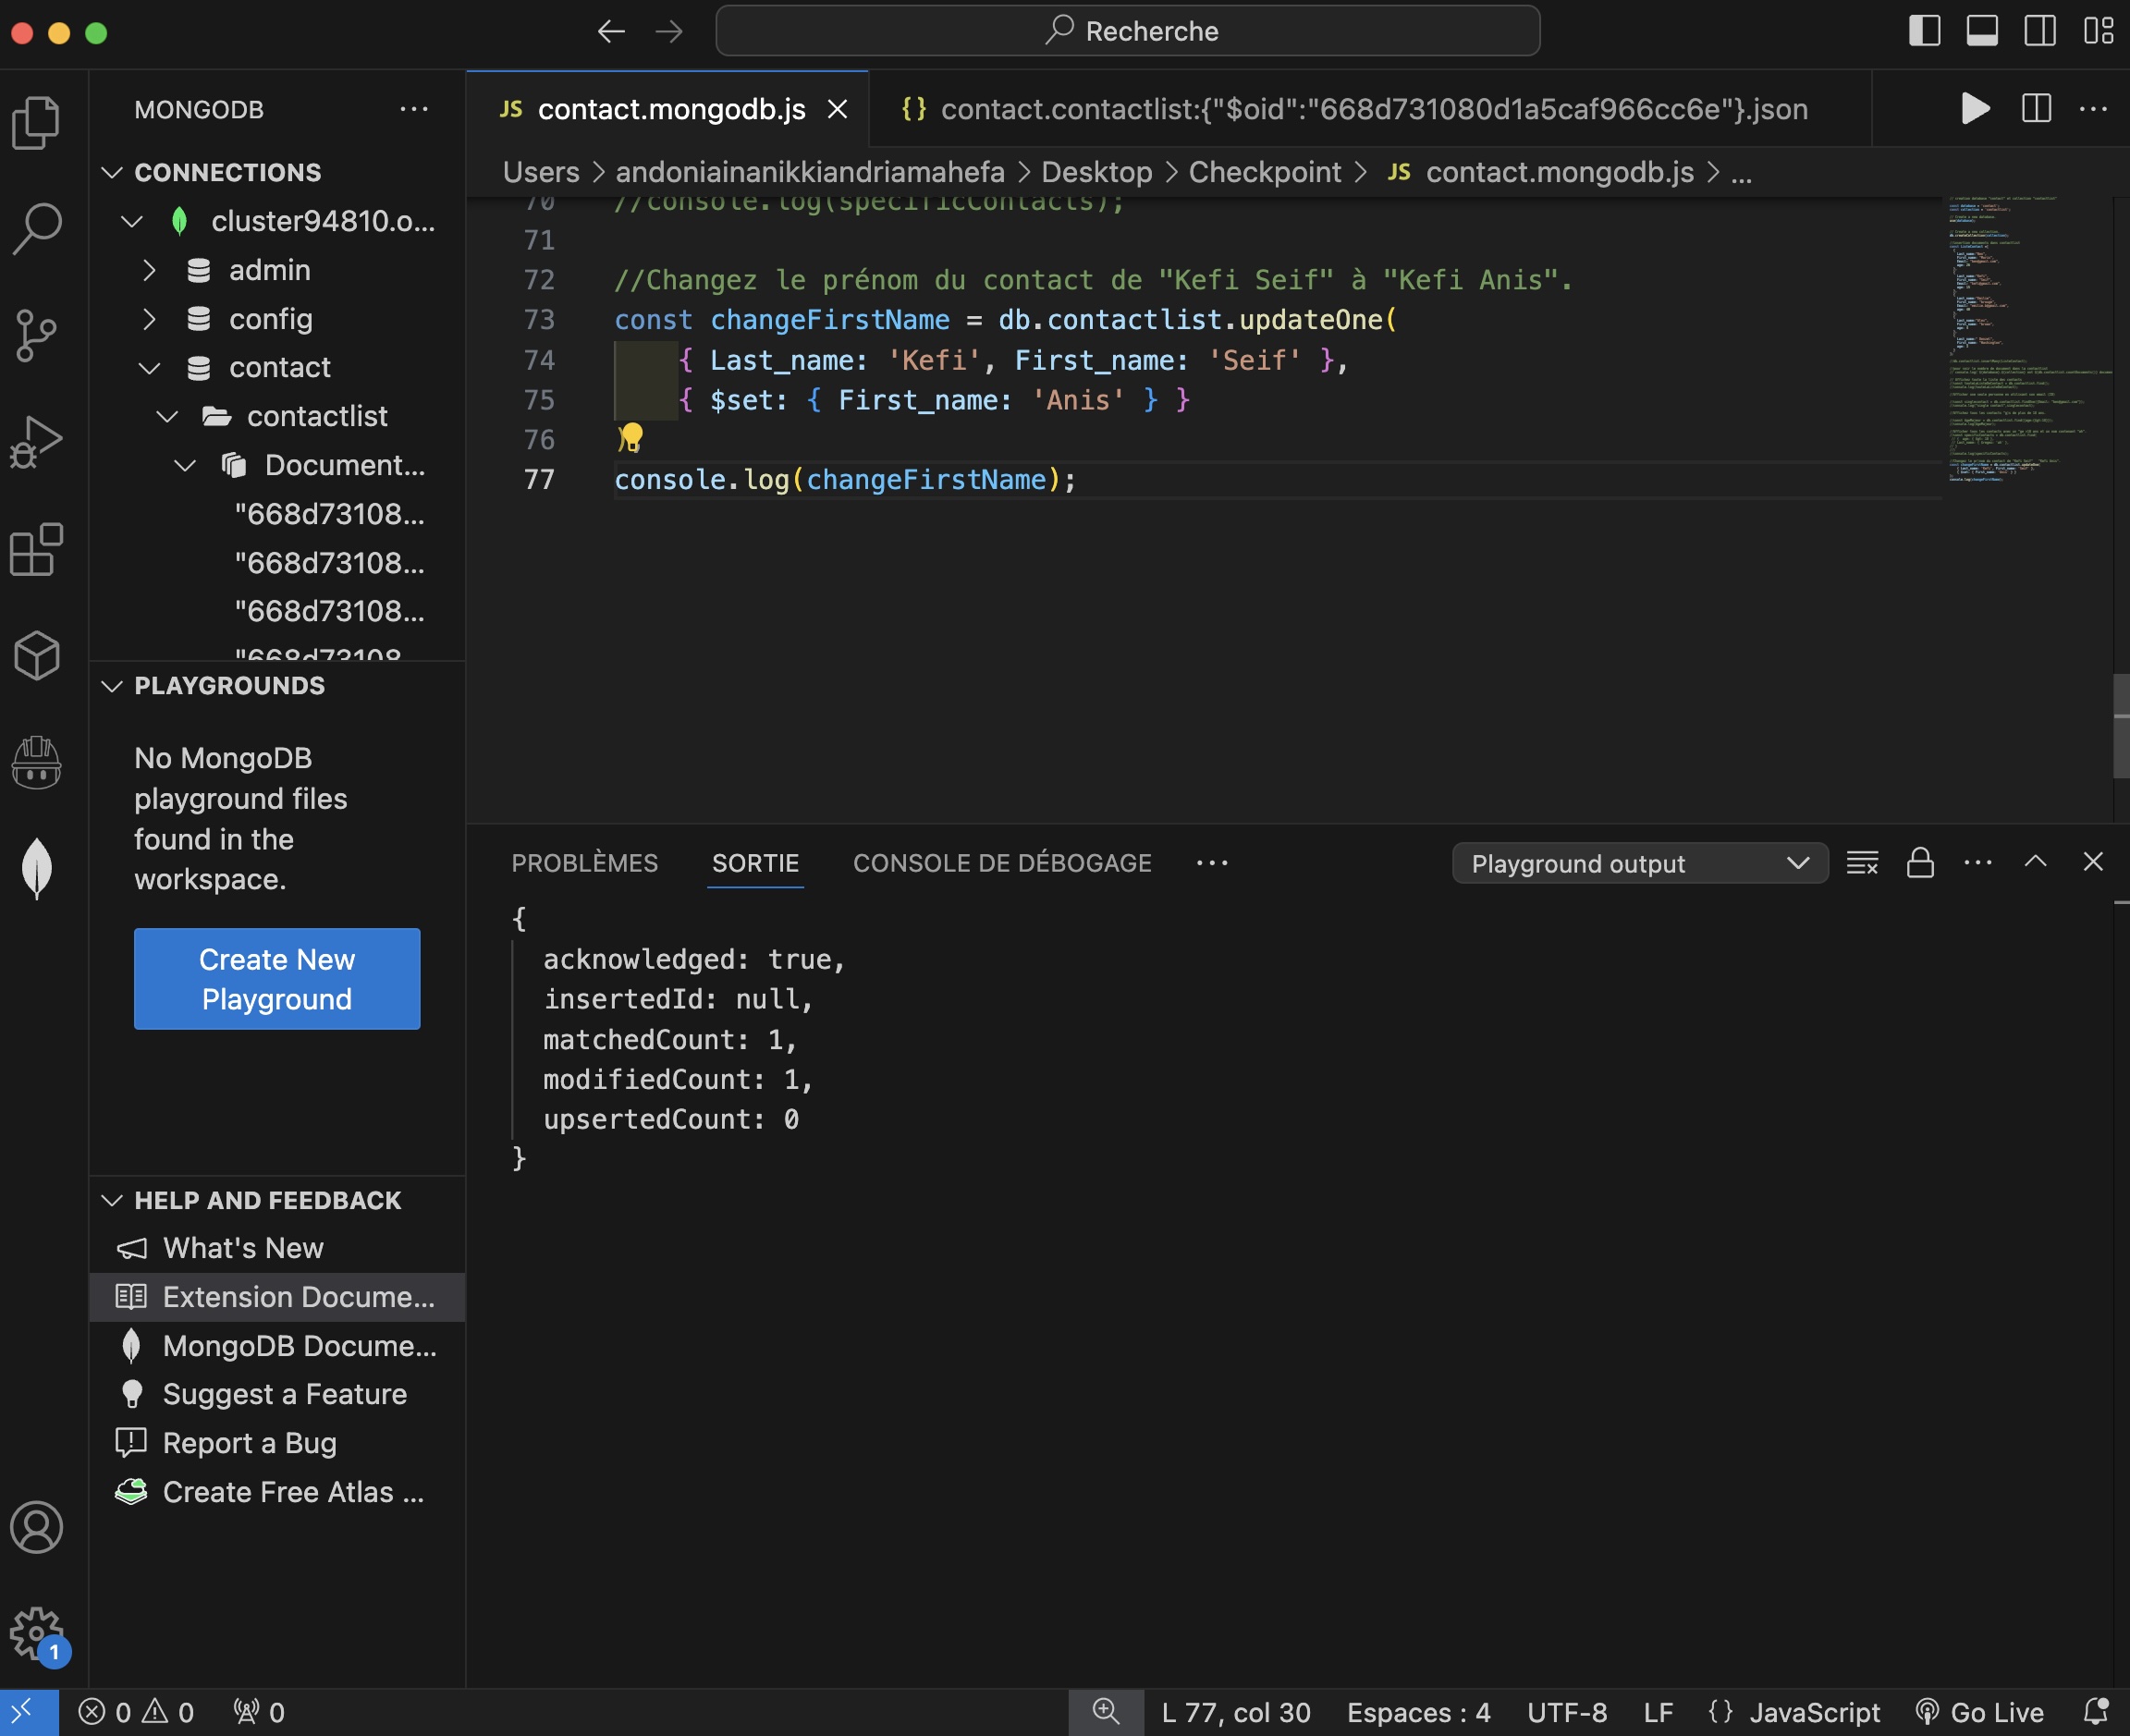 Recherche
MONGODB
CONNECTIONS
cluster94810.o...
admin
config
contact
contactlist
Document...
"668d73108...
"668d73108...
"668d73108...
"668d73108
PLAYGROUNDS
No MongoDB
playground files
found in the
workspace.
Create New
Playground
HELP AND FEEDBACK
What's New
Extension Docume...
MongoDB Docume...
Suggest a Feature
Report a Bug
Create Free Atlas ...
1
JS contact.mongodb.js
{} contact.contactlist:{"$oid":"668d731080d1a5caf966cc6e"}.json
Users > andoniainanikkiandriamahefa > Desktop > Checkpoint > JS contact.mongodb.js > ...
70 //console.log(specificContacts);
71
72 //Changez le prénom du contact de "Kefi Seif" à "Kefi Anis".
73 const changeFirstName = db.contactlist.updateOne(
74 { Last_name: 'Kefi', First_name: 'Seif' },
75 { $set: { First_name: 'Anis' } }
76 );
77 console.log(changeFirstName);
PROBLÈMES SORTIE CONSOLE DE DÉBOGAGE ...
Playground output
{
acknowledged: true,
insertedId: null,
matchedCount: 1,
modifiedCount: 1,
upsertedCount: 0
}
0 0 0
L 77, col 30 Espaces : 4 UTF-8 LF {} JavaScript Go Live